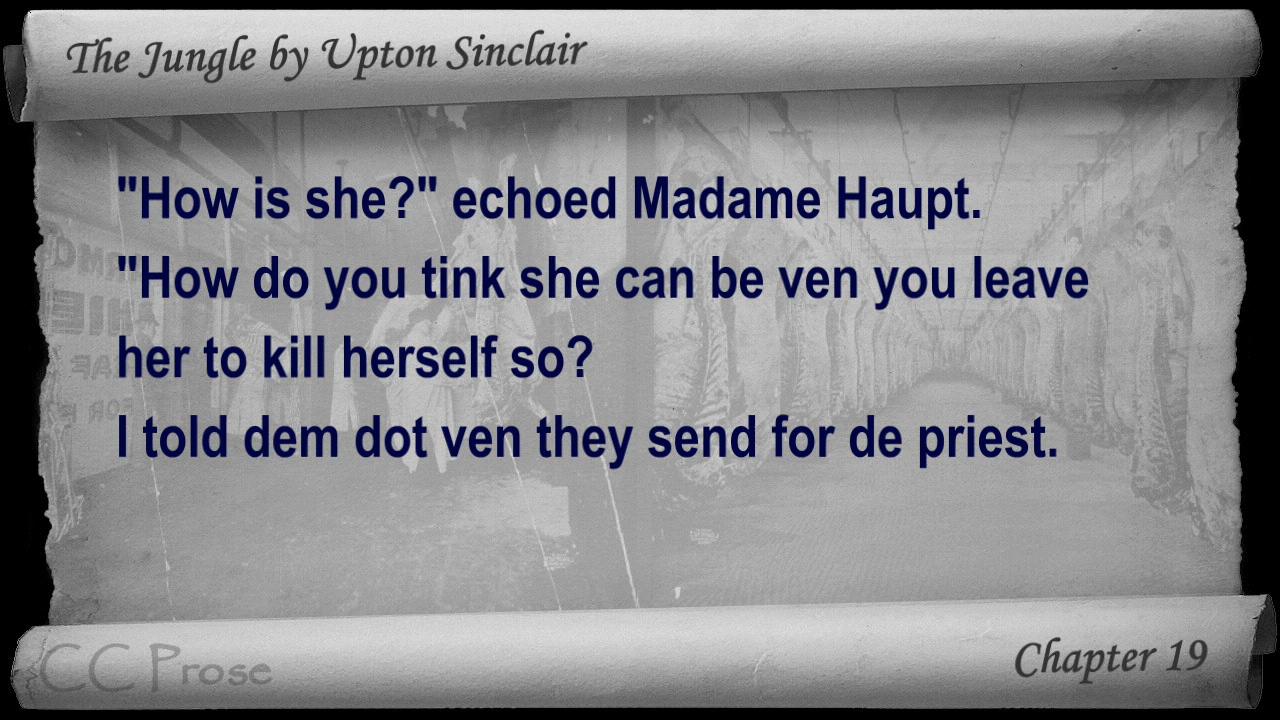 The Jungle by Upton Sinclair
"How is she?" echoed Madame Haupt.
"How do you tink she can be ven you leave
her to kill herself so?
I told dem dot ven they send for de priest.
CC Prose
Chapter 19